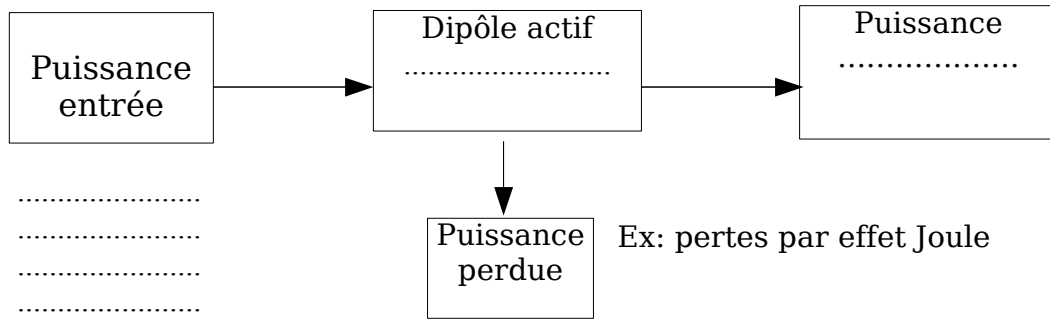 Puissance
entrée
Dipôle actif
..........................
Puissance
...................
.......................
.......................
.......................
.......................
Puissance
perdue
Ex: pertes par effet Joule